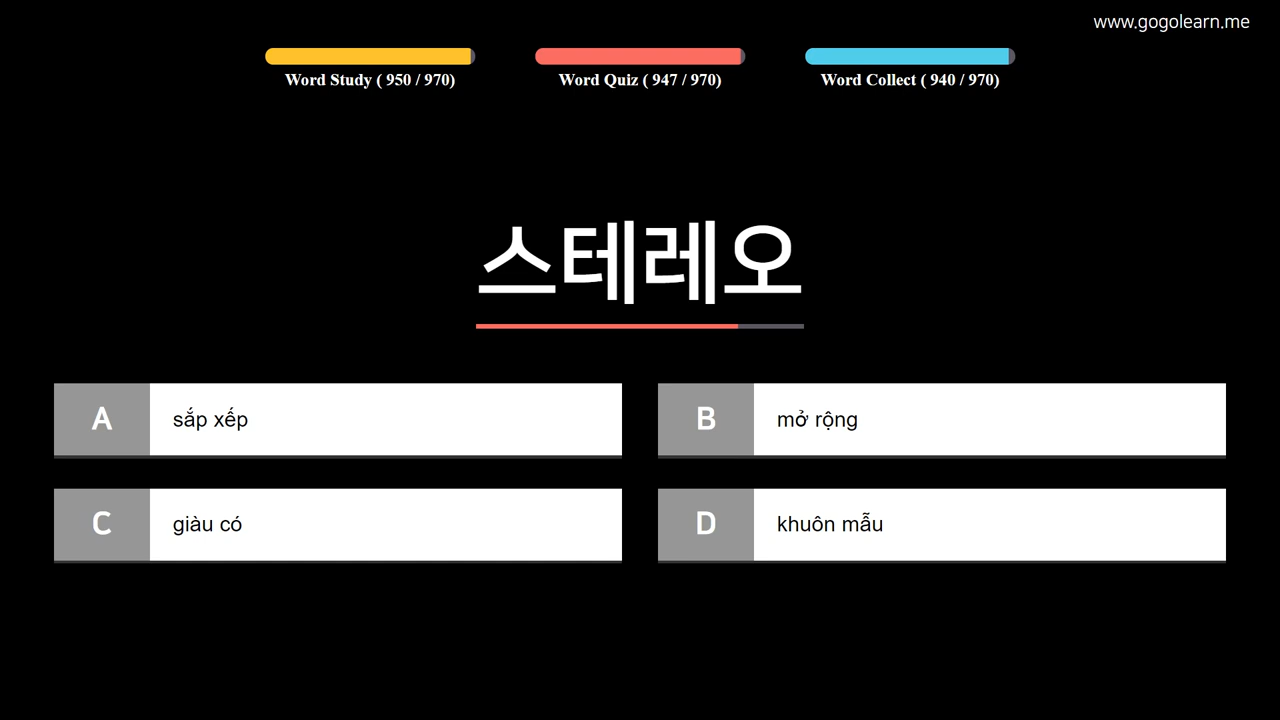 www.gogolearn.me
Word Study ( 950 / 970)
Word Quiz ( 947 / 970)
Word Collect ( 940 / 970)
스테레오
A
sắp xếp
B
mở rộng
C
giàu có
D
khuôn mẫu